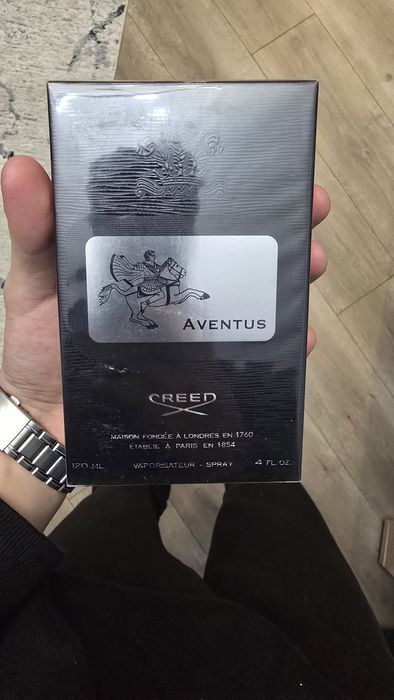 AVENTUS
CREED
MAISON FONDÉE À LONDRES EN 1760
ÉTABLIE À PARIS EN 1854
120 ML VAPORISATEUR - SPRAY 4 FL.OZ.